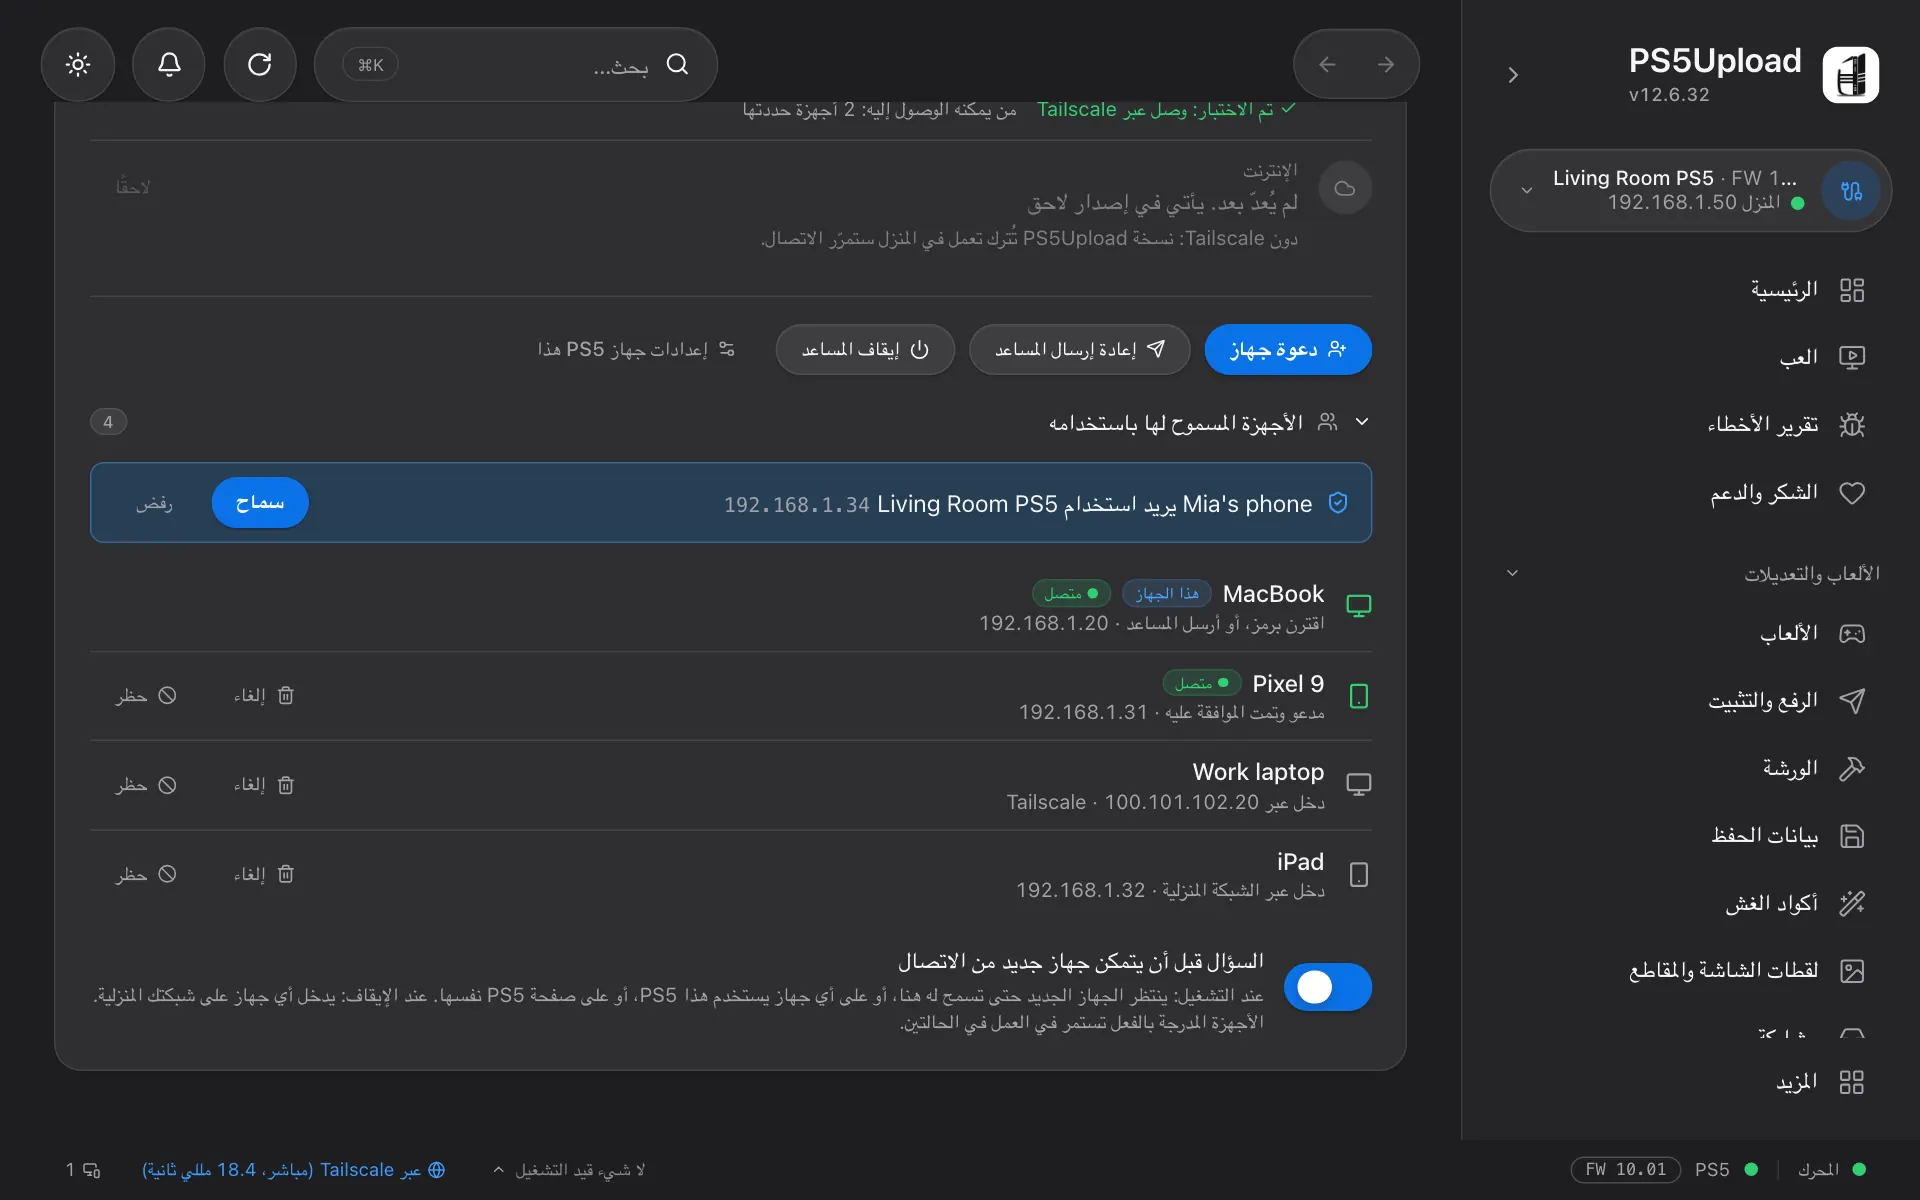 PS5Upload
v12.6.32
Living Room PS5 · FW 1...
المنزل 192.168.1.50
الرئيسية
العب
تقرير الأخطاء
الشكر والدعم
الألعاب والتعديلات
الألعاب
الرفع والتثبيت
الورشة
بيانات الحفظ
أكواد الغش
لقطات الشاشة والمقاطع
المزيد
بحث...
⌘K
تم الاختبار: وصل عبر Tailscale
من يمكنه الوصول إليه: 2 أجهزة حددتها
الإنترنت
لم يُعدّ بعد. يأتي في إصدار لاحق
دون Tailscale: نسخة PS5Upload تُترك تعمل في المنزل ستمرّر الاتصال.
لاحقًا
دعوة جهاز
إعادة إرسال المساعد
إيقاف المساعد
إعدادات جهاز PS5 هذا
الأجهزة المسموح لها باستخدامه
4
Mia's phone يريد استخدام Living Room PS5 192.168.1.34
سماح
رفض
MacBook هذا الجهاز متصل
اقترن برمز، أو أرسل المساعد · 192.168.1.20
Pixel 9 متصل
مدعو وتمت الموافقة عليه · 192.168.1.31
إلغاء
حظر
Work laptop
دخل عبر Tailscale · 100.101.102.20
إلغاء
حظر
iPad
دخل عبر الشبكة المنزلية · 192.168.1.32
إلغاء
حظر
السؤال قبل أن يتمكن جهاز جديد من الاتصال
عند التشغيل: ينتظر الجهاز الجديد حتى تسمح له هنا، أو على أي جهاز يستخدم هذا PS5، أو على صفحة PS5 نفسها. عند الإيقاف: يدخل أي جهاز على شبكتك المنزلية.
الأجهزة المدرجة بالفعل تستمر في العمل في الحالتين.
المحرك
PS5
FW 10.01
لا شيء قيد التشغيل
عبر Tailscale (مباشر، 18.4 مللي ثانية)
1